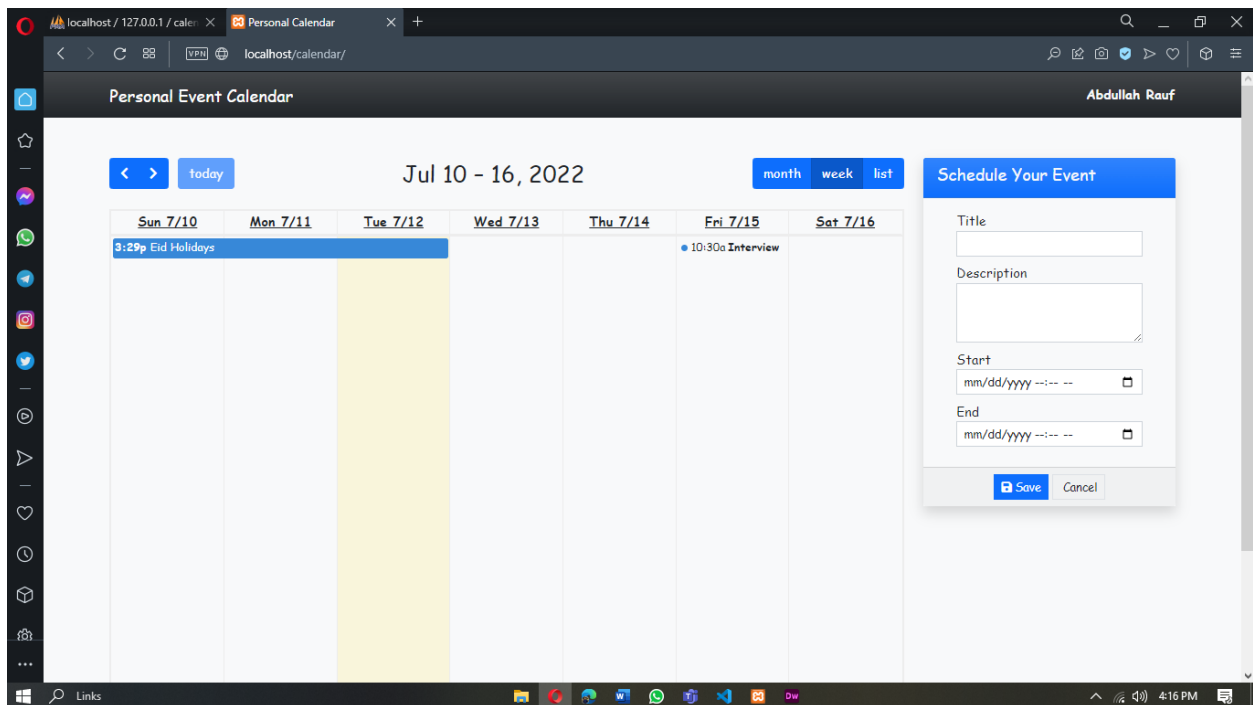 localhost / 127.0.0.1 / calen
Personal Calendar
VPN
localhost/calendar/
Personal Event Calendar
Abdullah Rauf
today
Jul 10 – 16, 2022
month week list
Sun 7/10 Mon 7/11 Tue 7/12 Wed 7/13 Thu 7/14 Fri 7/15 Sat 7/16
3:29p Eid Holidays
10:30a Interview
Schedule Your Event
Title
Description
Start
mm/dd/yyyy --:-- --
End
mm/dd/yyyy --:-- --
Save Cancel
Links
W
Dw
4:16 PM